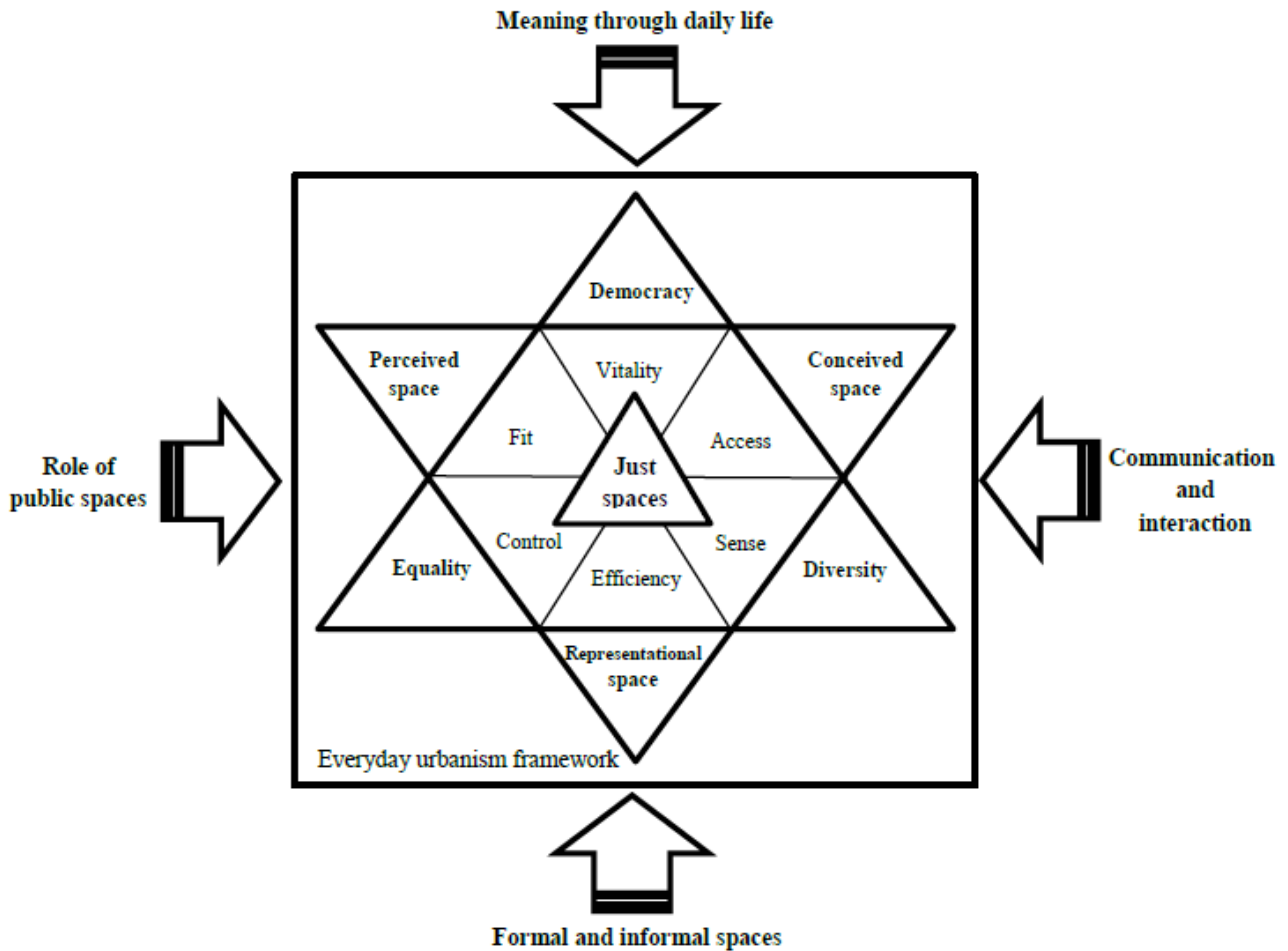 Meaning through daily life
Democracy
Perceived
space
Conceived
space
Vitality
Fit
Access
Role of
public spaces
Just
spaces
Communication
and
interaction
Control
Sense
Equality
Efficiency
Diversity
Representational
space
Everyday urbanism framework
Formal and informal spaces